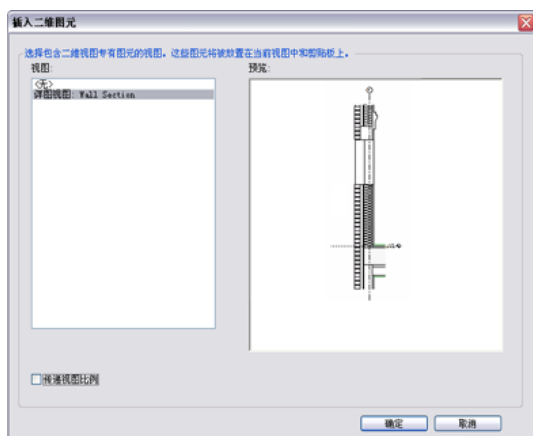 插入二维图元
选择包含二维视图专有图元的视图。这些图元将被放置在当前视图中和剪贴板上。
视图:
预览:
<无>
详图视图: Wall Section
传递视图比例
确定
取消